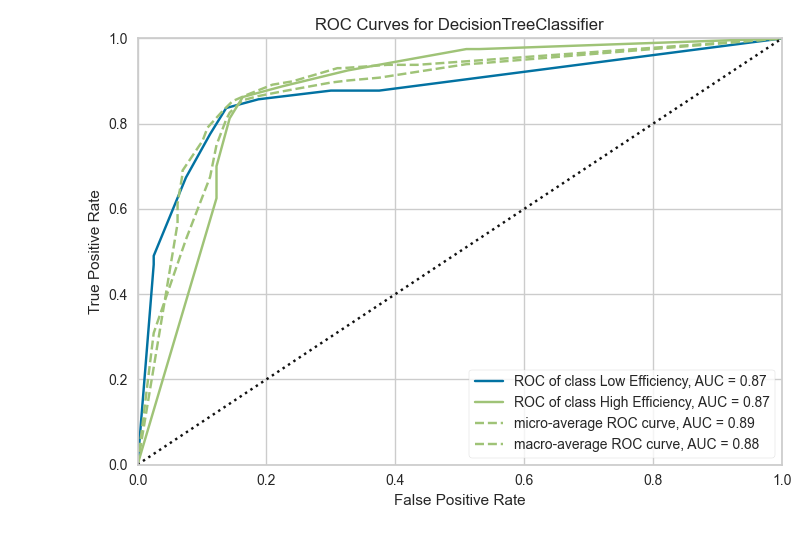 ROC Curves for DecisionTreeClassifier
True Positive Rate
1.0
0.8
0.6
0.4
0.2
0.0
ROC of class Low Efficiency, AUC = 0.87
ROC of class High Efficiency, AUC = 0.87
micro-average ROC curve, AUC = 0.89
macro-average ROC curve, AUC = 0.88
0.0 0.2 0.4 0.6 0.8 1.0
False Positive Rate